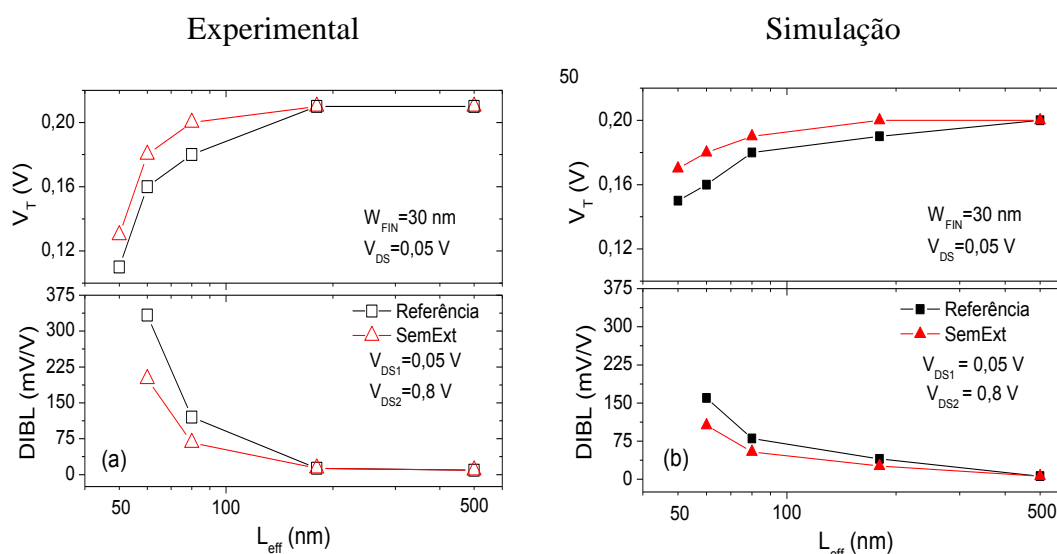 Experimental
Simulação
0,20
0,16
0,12
V_T (V)
W_FIN=30 nm
V_DS=0,05 V
375
300
225
150
75
0
DIBL (mV/V)
Referência
SemExt
V_DS1=0,05 V
V_DS2=0,8 V
(a)
50
100
500
L_eff (nm)
50
0,20
0,16
0,12
V_T (V)
W_FIN=30 nm
V_DS=0,05 V
375
300
225
150
75
0
DIBL (mV/V)
Referência
SemExt
V_DS1 = 0,05 V
V_DS2 = 0,8 V
(b)
50
100
500
L_eff (nm)